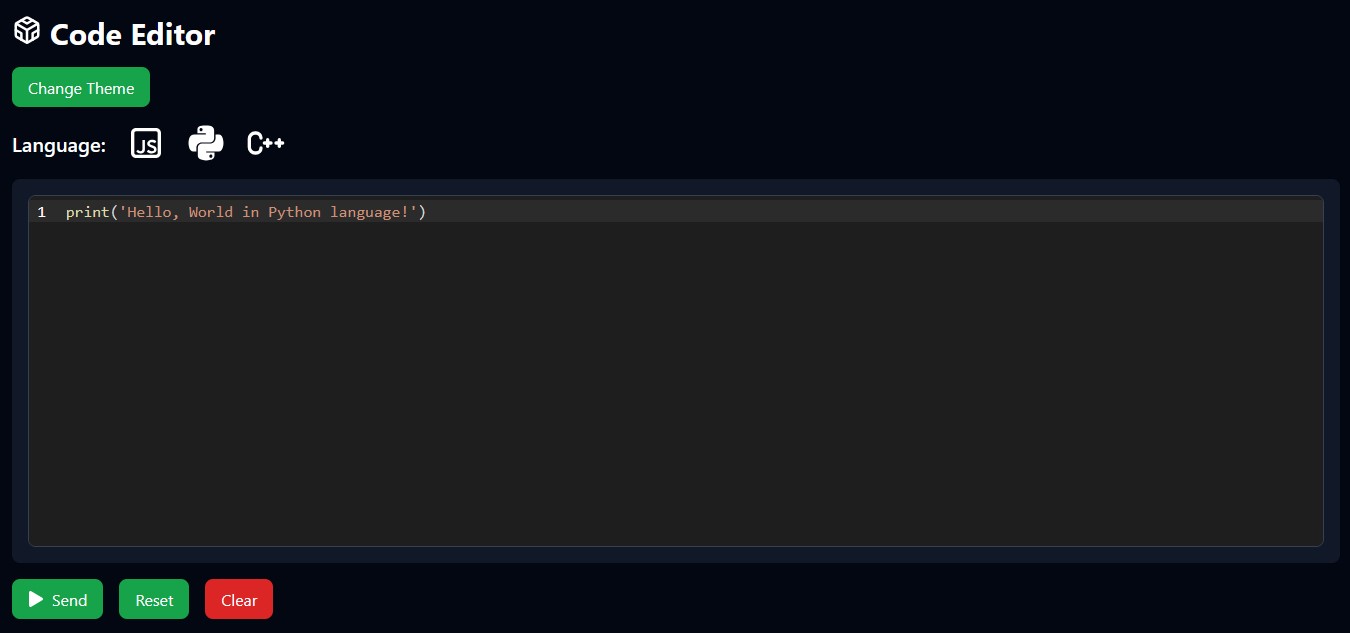 Code Editor
Change Theme
Language: JS C++
1 print('Hello, World in Python language!')
Send Reset Clear